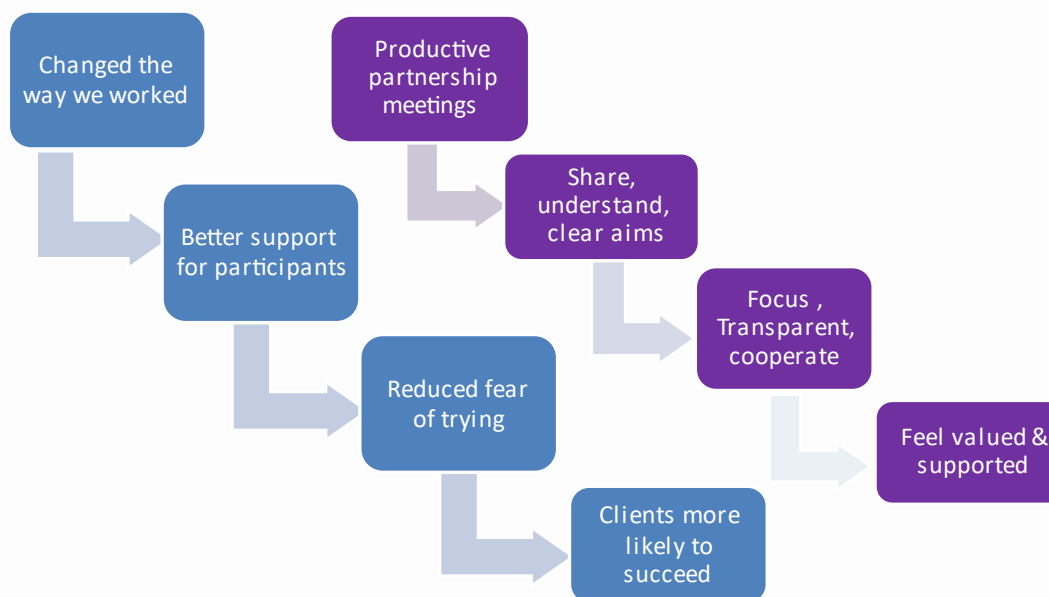 Changed the
way we worked
Better support
for participants
Reduced fear
of trying
Clients more
likely to
succeed
Productive
partnership
meetings
Share,
understand,
clear aims
Focus ,
Transparent,
cooperate
Feel valued &
supported